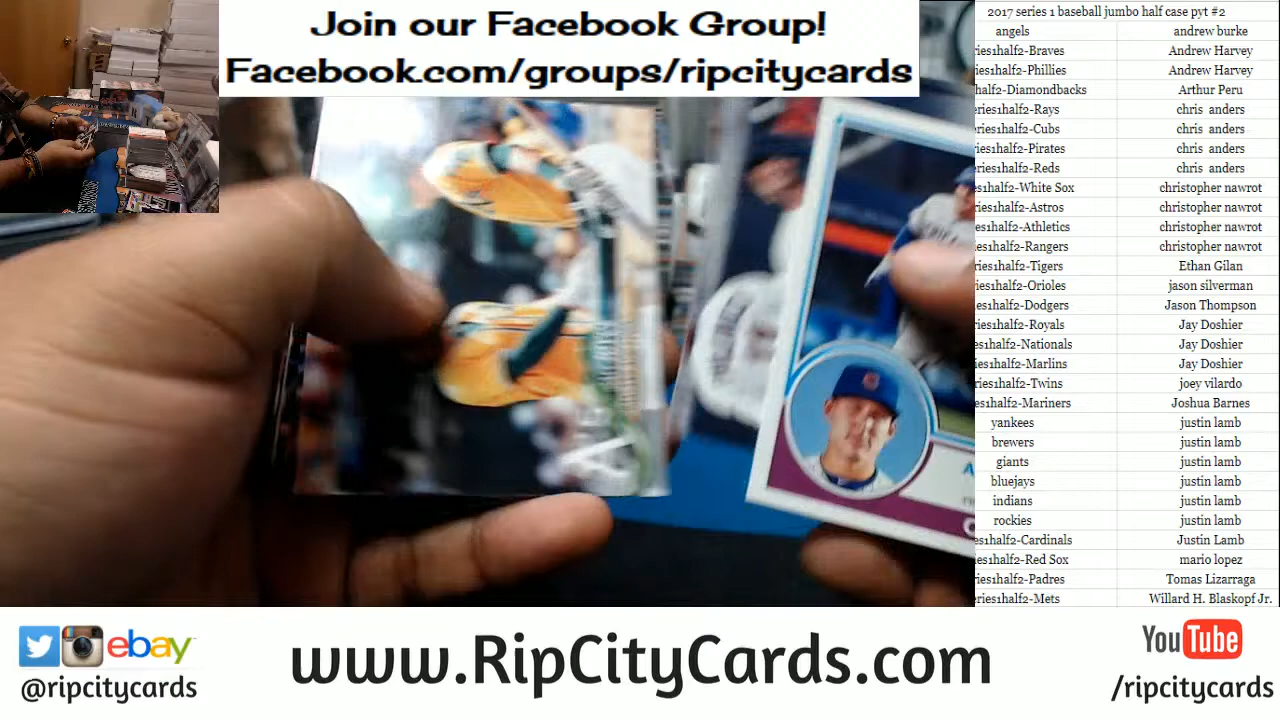 Join our Facebook Group!
Facebook.com/groups/ripcitycards
2017 series 1 baseball jumbo half case pyt #2
angels andrew burke
ries1half2-Braves Andrew Harvey
ries1half2-Phillies Andrew Harvey
half2-Diamondbacks Arthur Peru
eries1half2-Rays chris anders
eries1half2-Cubs chris anders
ries1half2-Pirates chris anders
eries1half2-Reds chris anders
es1half2-White Sox christopher nawrot
ries1half2-Astros christopher nawrot
es1half2-Athletics christopher nawrot
es1half2-Rangers christopher nawrot
ries1half2-Tigers Ethan Gilan
es1half2-Orioles jason silverman
es1half2-Dodgers Jason Thompson
ries1half2-Royals Jay Doshier
s1half2-Nationals Jay Doshier
es1half2-Marlins Jay Doshier
ries1half2-Twins joey vilardo
s1half2-Mariners Joshua Barnes
yankees justin lamb
brewers justin lamb
giants justin lamb
bluejays justin lamb
indians justin lamb
rockies justin lamb
es1half2-Cardinals Justin Lamb
es1half2-Red Sox mario lopez
ries1half2-Padres Tomas Lizarraga
ries1half2-Mets Willard H. Blaskopf Jr.
ebay
@ripcitycards
www.RipCityCards.com
YouTube
/ripcitycards